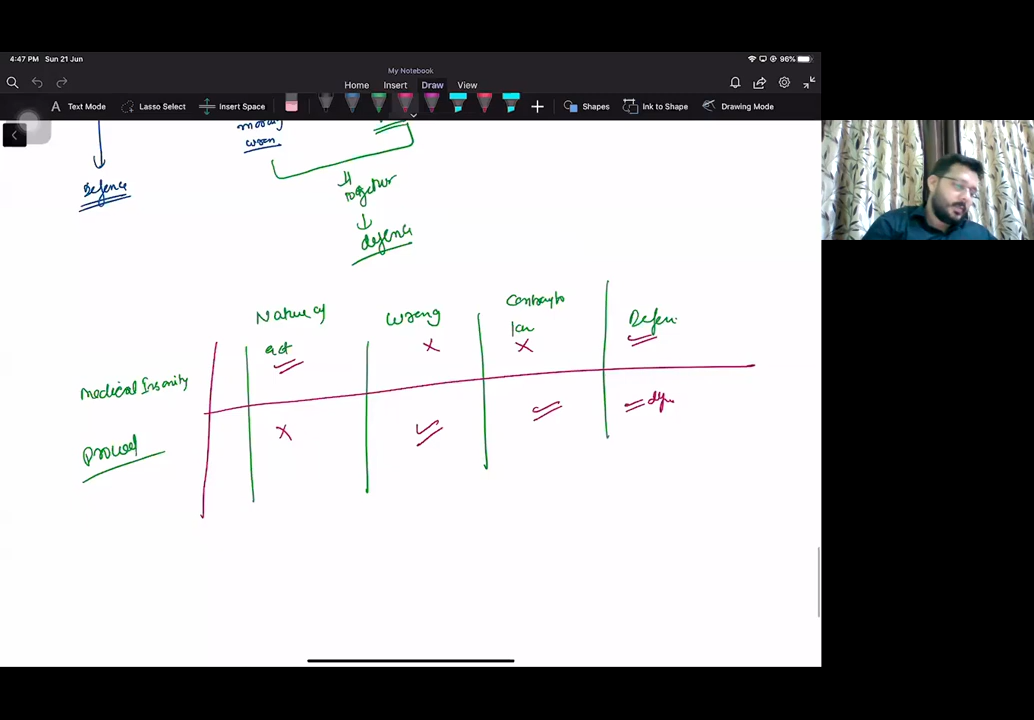 4:47 PM Sun 21 Jun
96%
My Notebook
Home Insert Draw View
Text Mode Lasso Select Insert Space Shapes Ink to Shape Drawing Mode
wrong
Defence
together
defence
Nature of act
Wrong
Contrary to law
Medical Insanity
Proved